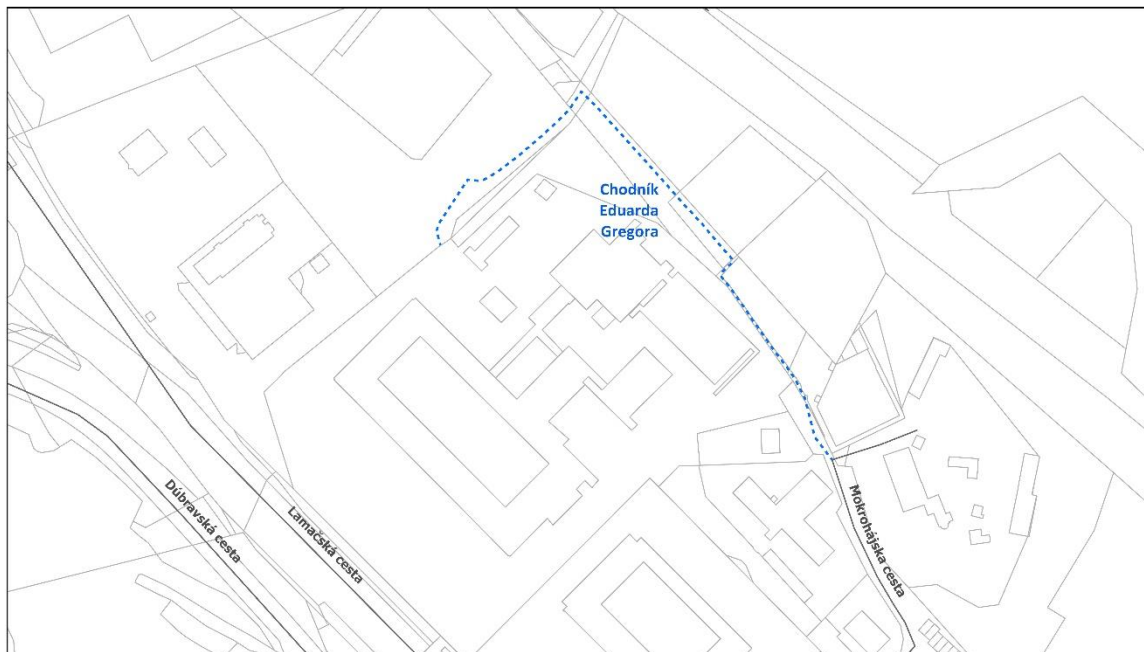 Chodník
Eduarda
Gregora
Dúbravská cesta
Lamačská cesta
Mokrohájska cesta